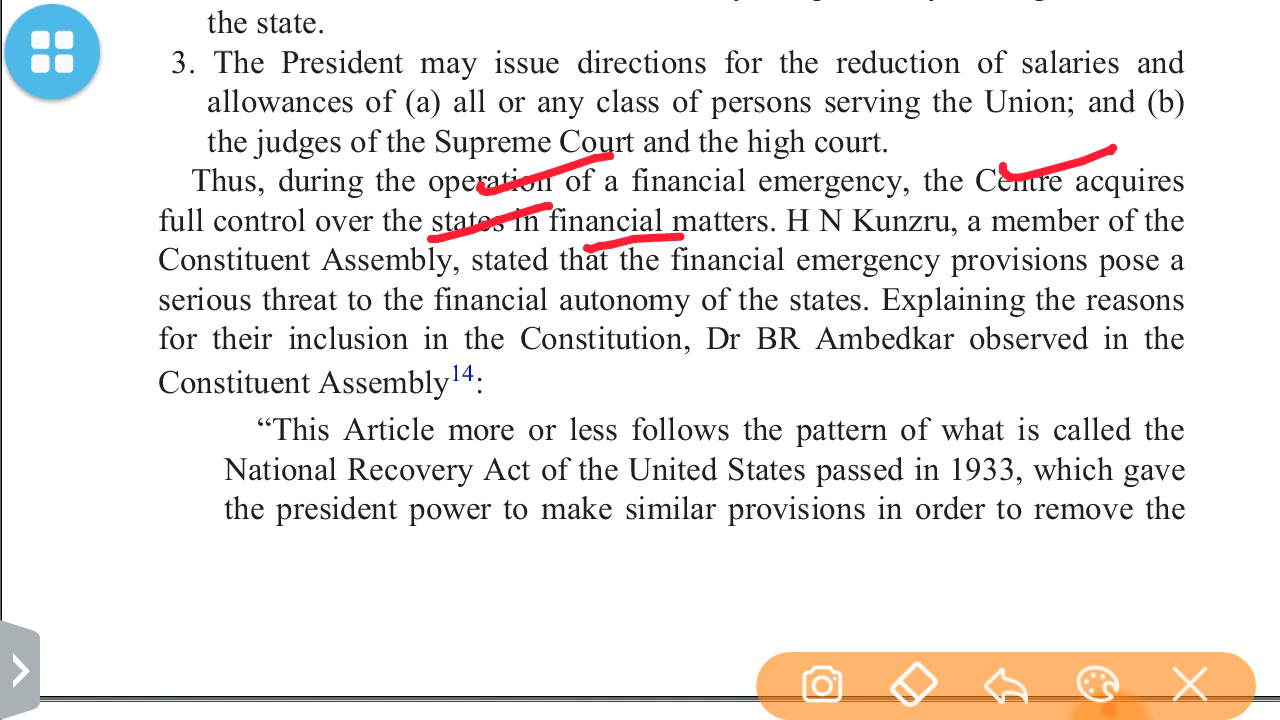 the state.
3. The President may issue directions for the reduction of salaries and
allowances of (a) all or any class of persons serving the Union; and (b)
the judges of the Supreme Court and the high court.
Thus, during the operation of a financial emergency, the Centre acquires
full control over the states in financial matters. H N Kunzru, a member of the
Constituent Assembly, stated that the financial emergency provisions pose a
serious threat to the financial autonomy of the states. Explaining the reasons
for their inclusion in the Constitution, Dr BR Ambedkar observed in the
Constituent Assembly14:
“This Article more or less follows the pattern of what is called the
National Recovery Act of the United States passed in 1933, which gave
the president power to make similar provisions in order to remove the